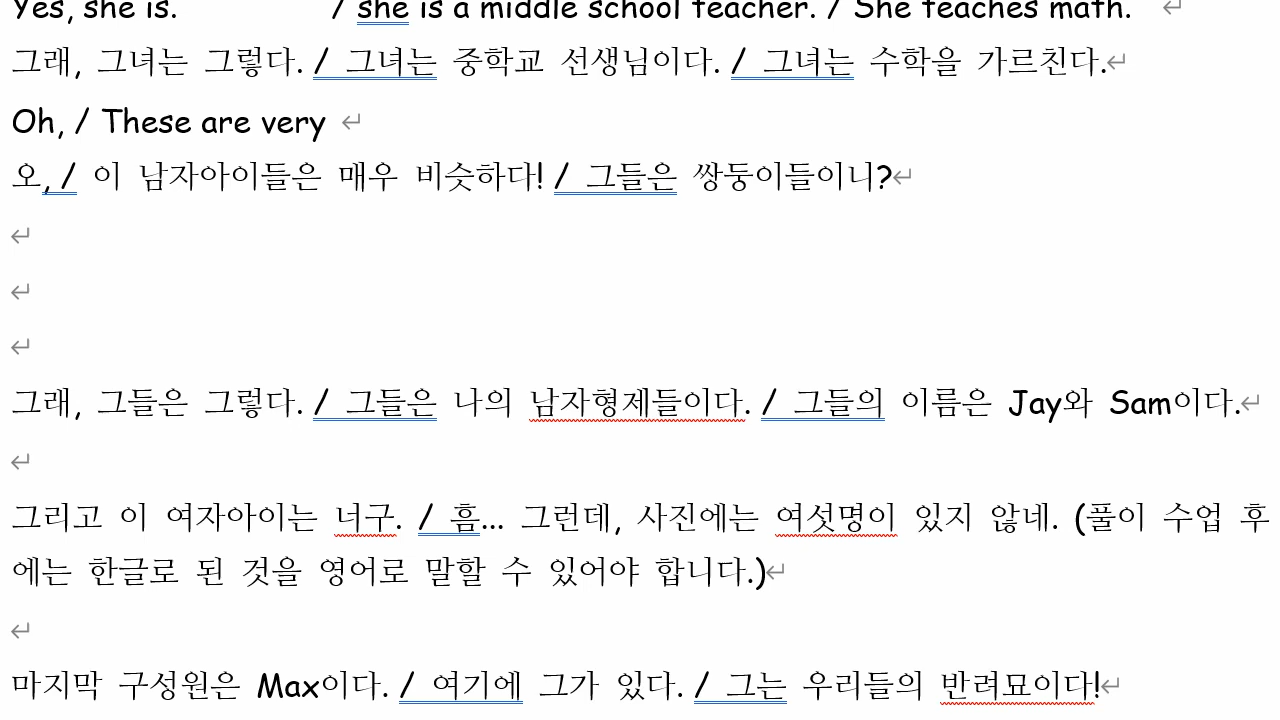 Yes, she is. / she is a middle school teacher. / She teaches math.
그래, 그녀는 그렇다. / 그녀는 중학교 선생님이다. / 그녀는 수학을 가르친다.
Oh, / These are very
오, / 이 남자아이들은 매우 비슷하다! / 그들은 쌍둥이들이니?
그래, 그들은 그렇다. / 그들은 나의 남자형제들이다. / 그들의 이름은 Jay와 Sam이다.
그리고 이 여자아이는 너구. / 흠... 그런데, 사진에는 여섯명이 있지 않네. (풀이 수업 후
에는 한글로 된 것을 영어로 말할 수 있어야 합니다.)
마지막 구성원은 Max이다. / 여기에 그가 있다. / 그는 우리들의 반려묘이다!